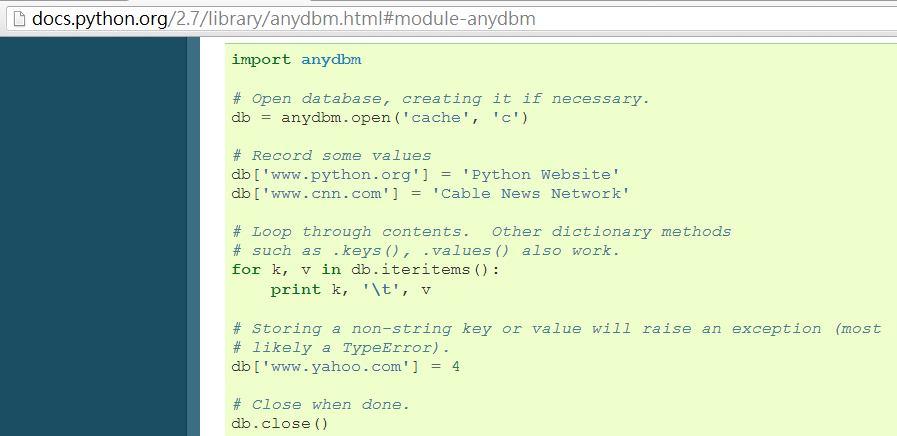 docs.python.org/2.7/library/anydbm.html#module-anydbm
import anydbm
# Open database, creating it if necessary.
db = anydbm.open('cache', 'c')
# Record some values
db['www.python.org'] = 'Python Website'
db['www.cnn.com'] = 'Cable News Network'
# Loop through contents.  Other dictionary methods
# such as .keys(), .values() also work.
for k, v in db.iteritems():
    print k, '\t', v
# Storing a non-string key or value will raise an exception (most
# likely a TypeError).
db['www.yahoo.com'] = 4
# Close when done.
db.close()